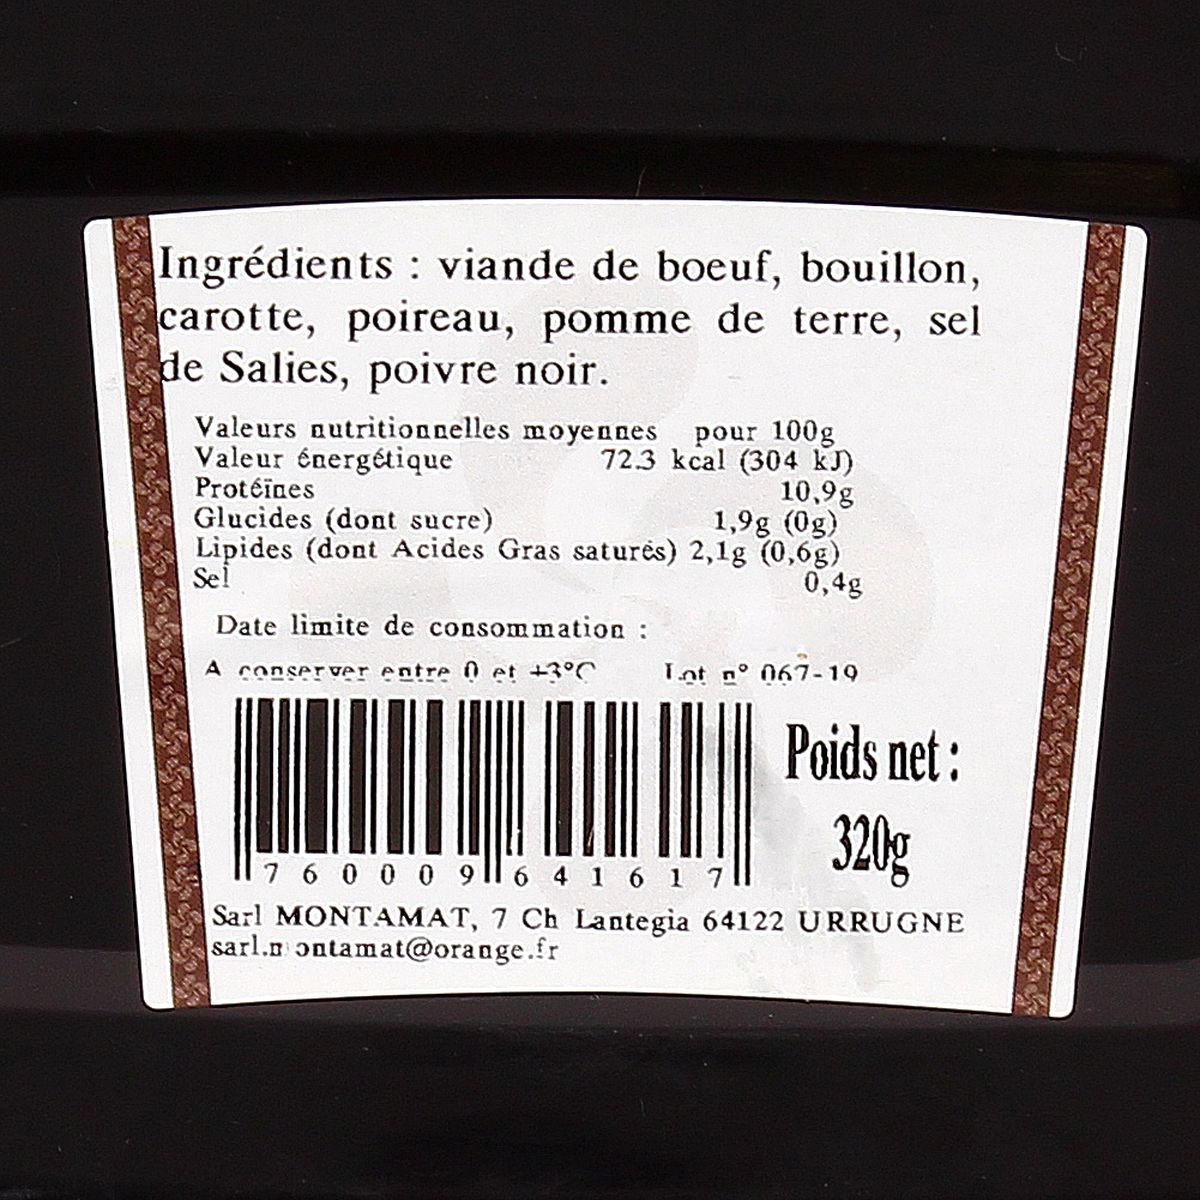 Ingrédients : viande de boeuf, bouillon,
carotte, poireau, pomme de terre, sel
de Salies, poivre noir.
Valeurs nutritionnelles moyennes pour 100g
Valeur énergétique 72.3 kcal (304 kJ)
Protéïnes 10,9g
Glucides (dont sucre) 1,9g (0g)
Lipides (dont Acides Gras saturés) 2,1g (0,6g)
Sel 0,4g
Date limite de consommation :
A conserver entre 0 et +3°C Lot n° 067-19
Poids net :
320g
760009 641617
Sarl MONTAMAT, 7 Ch Lantegia 64122 URRUGNE
sarl.montamat@orange.fr